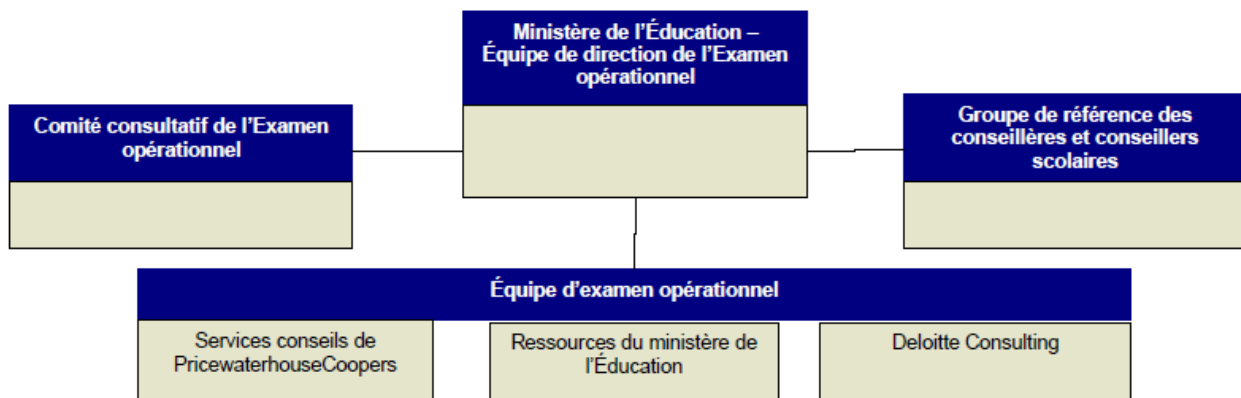 Ministère de l’Éducation –
Équipe de direction de l’Examen
opérationnel
Comité consultatif de l’Examen
opérationnel
Groupe de référence des
conseillères et conseillers
scolaires
Équipe d’examen opérationnel
Services conseils de
PricewaterhouseCoopers
Ressources du ministère de
l’Éducation
Deloitte Consulting